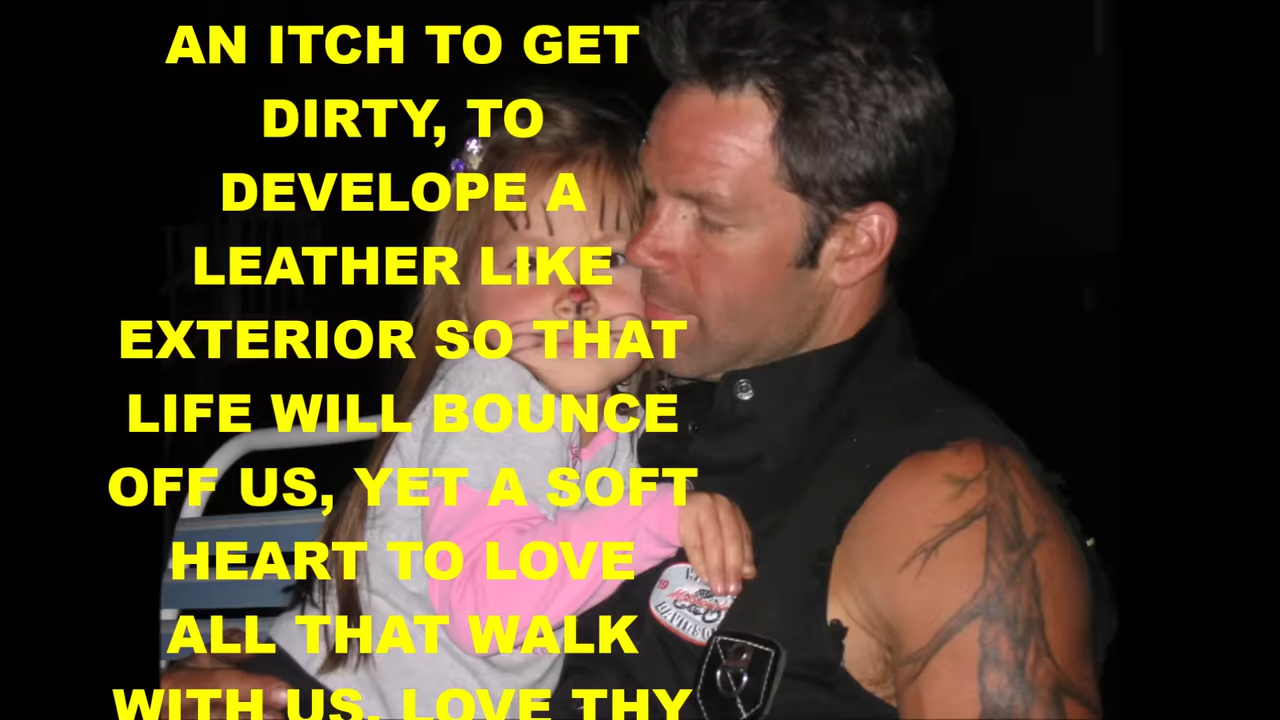 AN ITCH TO GET
DIRTY, TO
DEVELOPE A
LEATHER LIKE
EXTERIOR SO THAT
LIFE WILL BOUNCE
OFF US, YET A SOFT
HEART TO LOVE
ALL THAT WALK
WITH US. LOVE THY